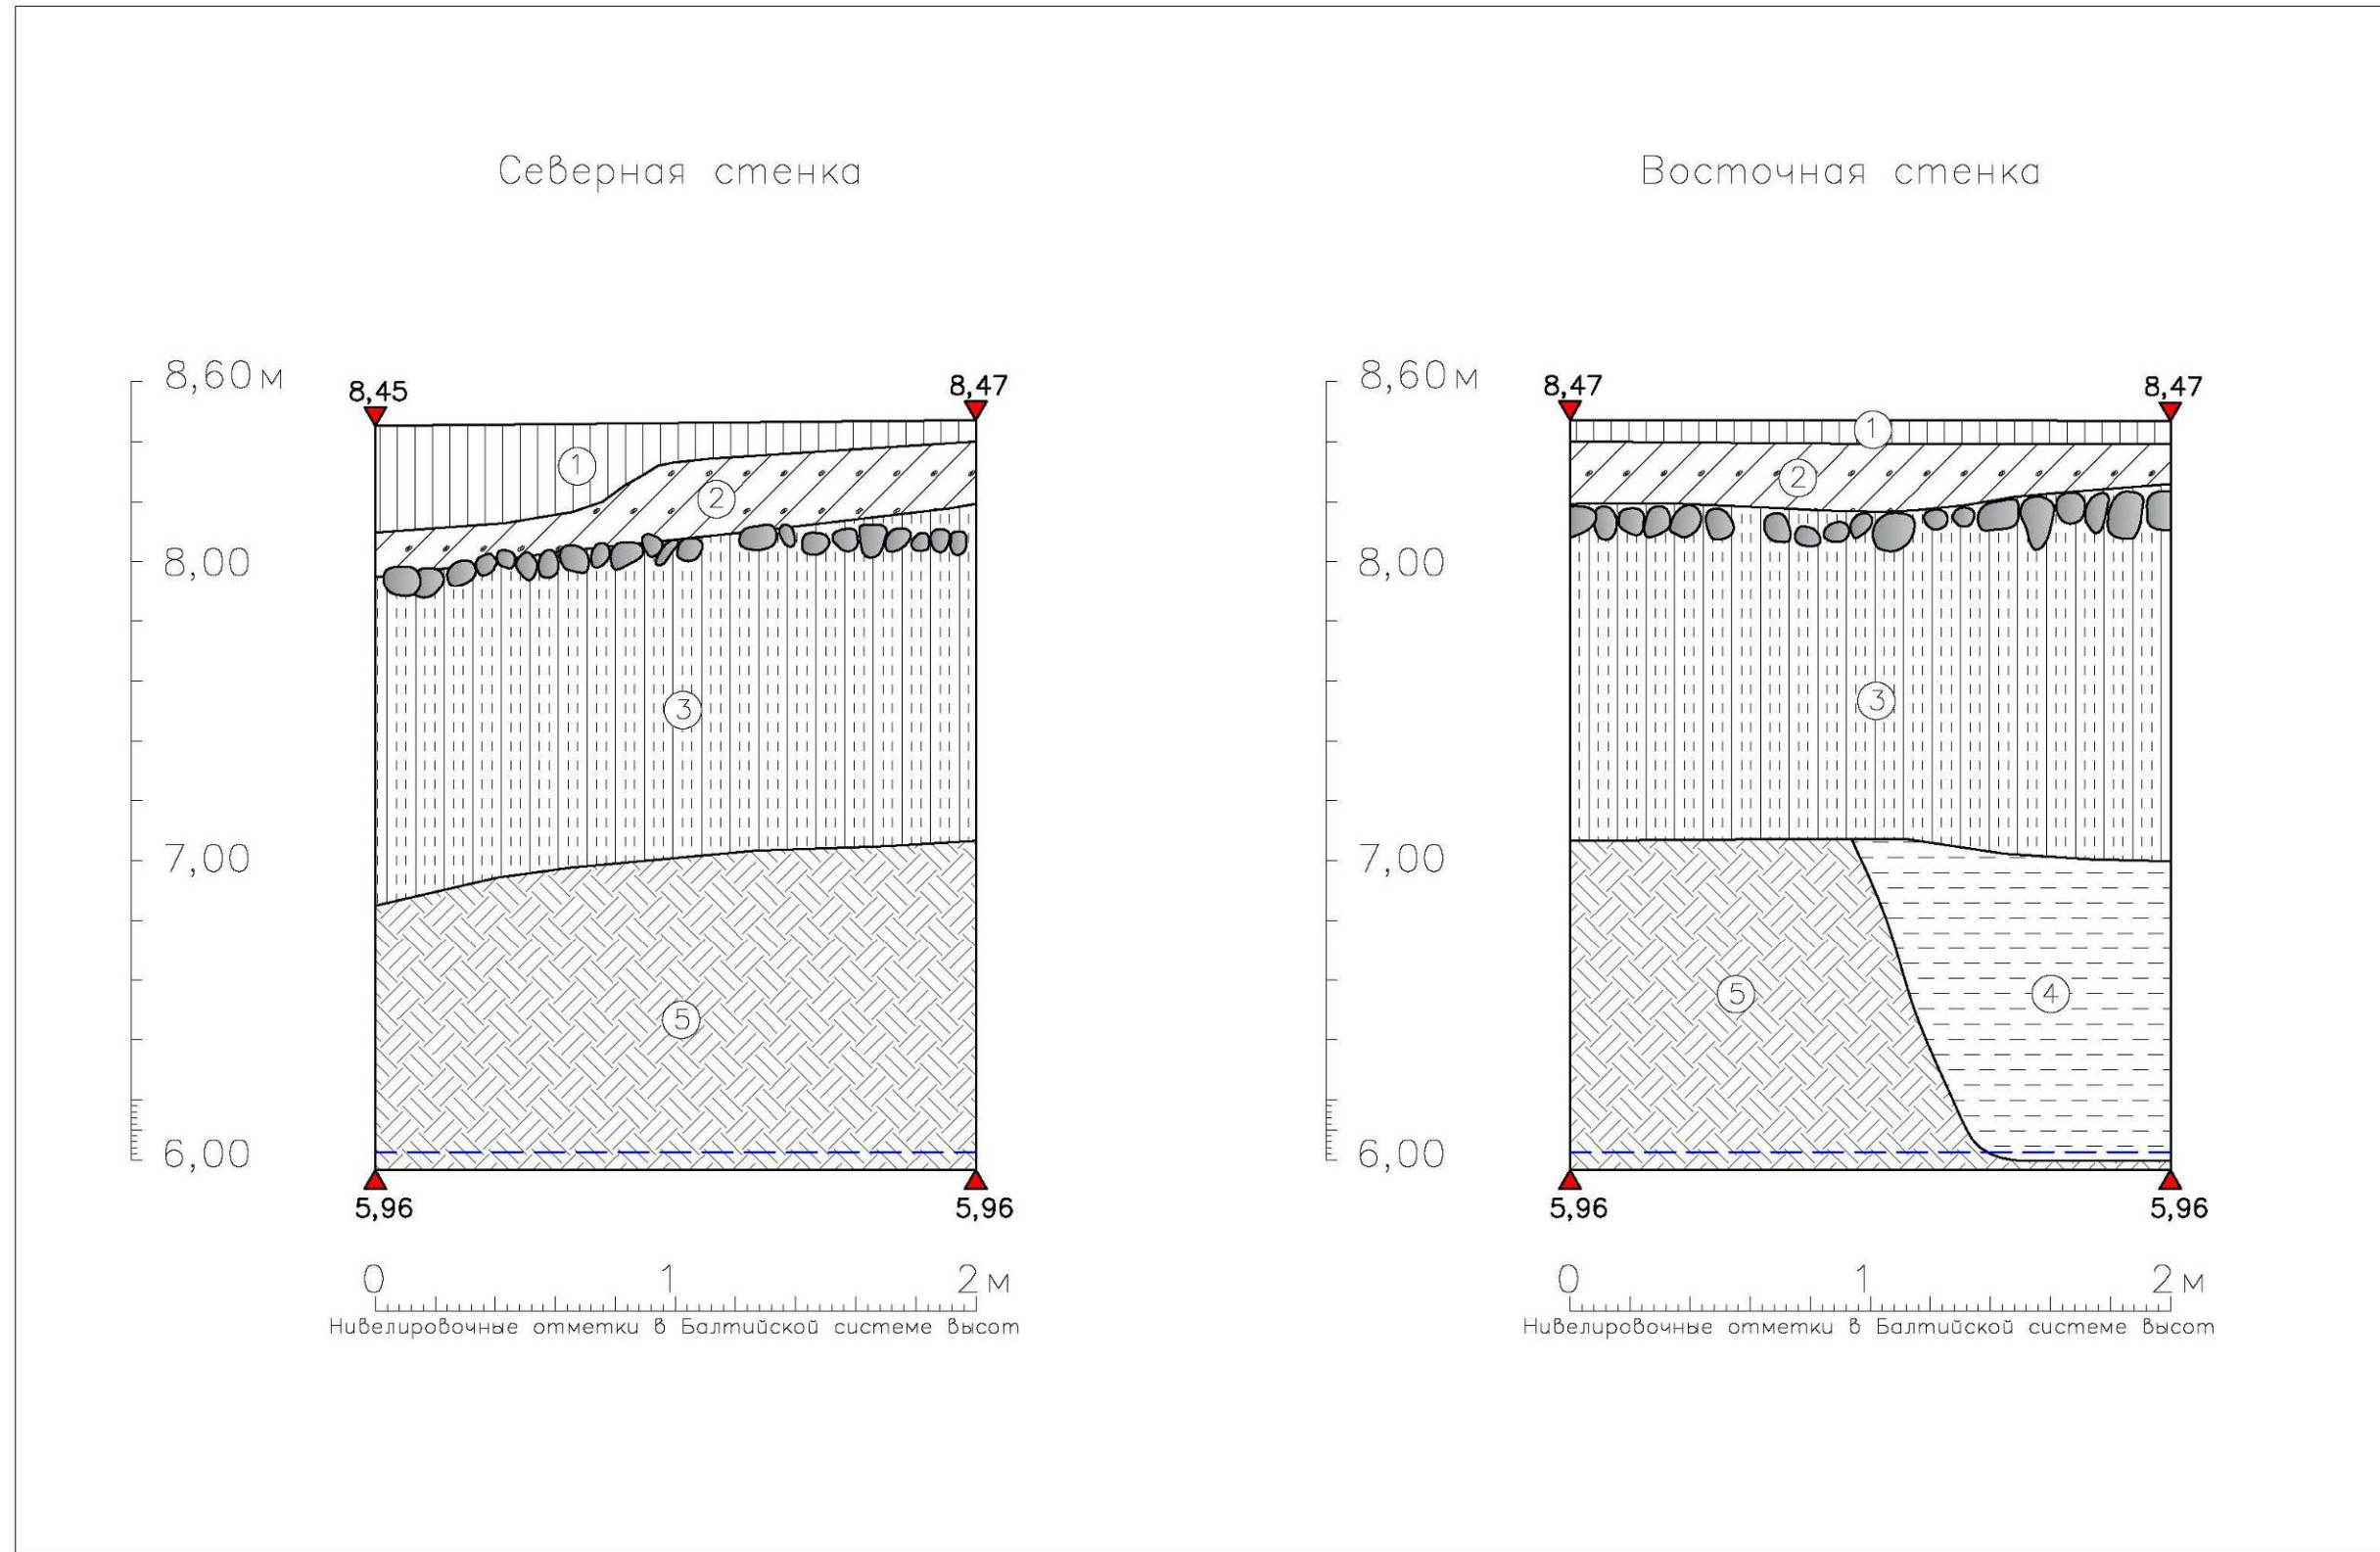 Северная стенка
8,60м
8,45
8,47
1
2
8,00
3
7,00
5
6,00
5,96
5,96
0 1 2м
Нивелировочные отметки в Балтийской системе высот
Восточная стенка
8,60м
8,47
8,47
1
2
8,00
3
7,00
5
4
6,00
5,96
5,96
0 1 2м
Нивелировочные отметки в Балтийской системе высот